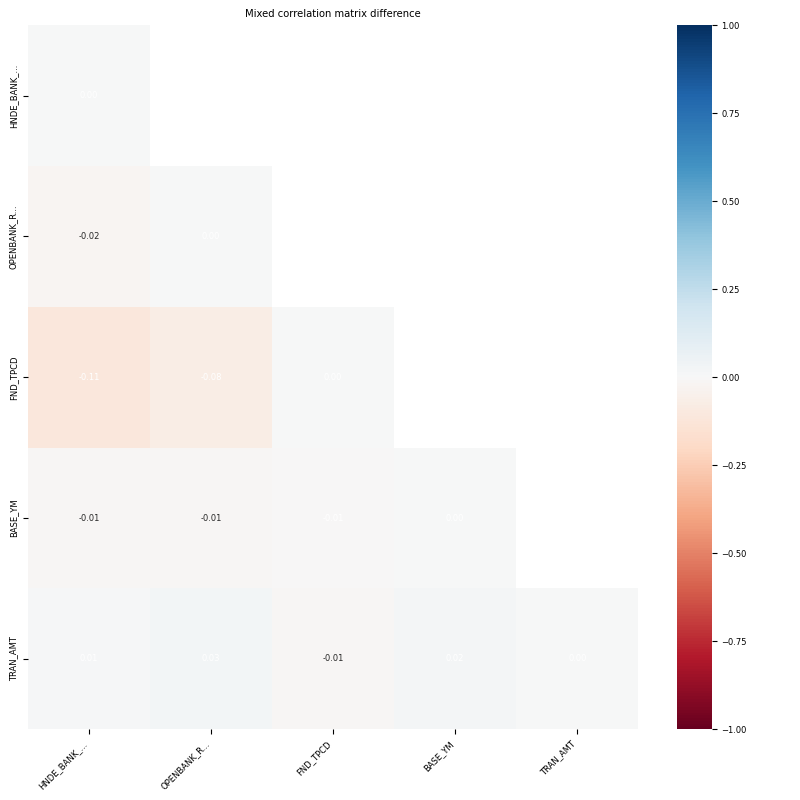 Mixed correlation matrix difference
HNDE_BANK_...
0.00
OPENBANK_R...
-0.02
FND_TPCD
-0.11
BASE_YM
-0.01
-0.01
TRAN_AMT
-0.01
HNDE_BANK_...
OPENBANK_R...
FND_TPCD
BASE_YM
TRAN_AMT
1.00
0.75
0.50
0.25
0.00
−0.25
−0.50
−0.75
−1.00